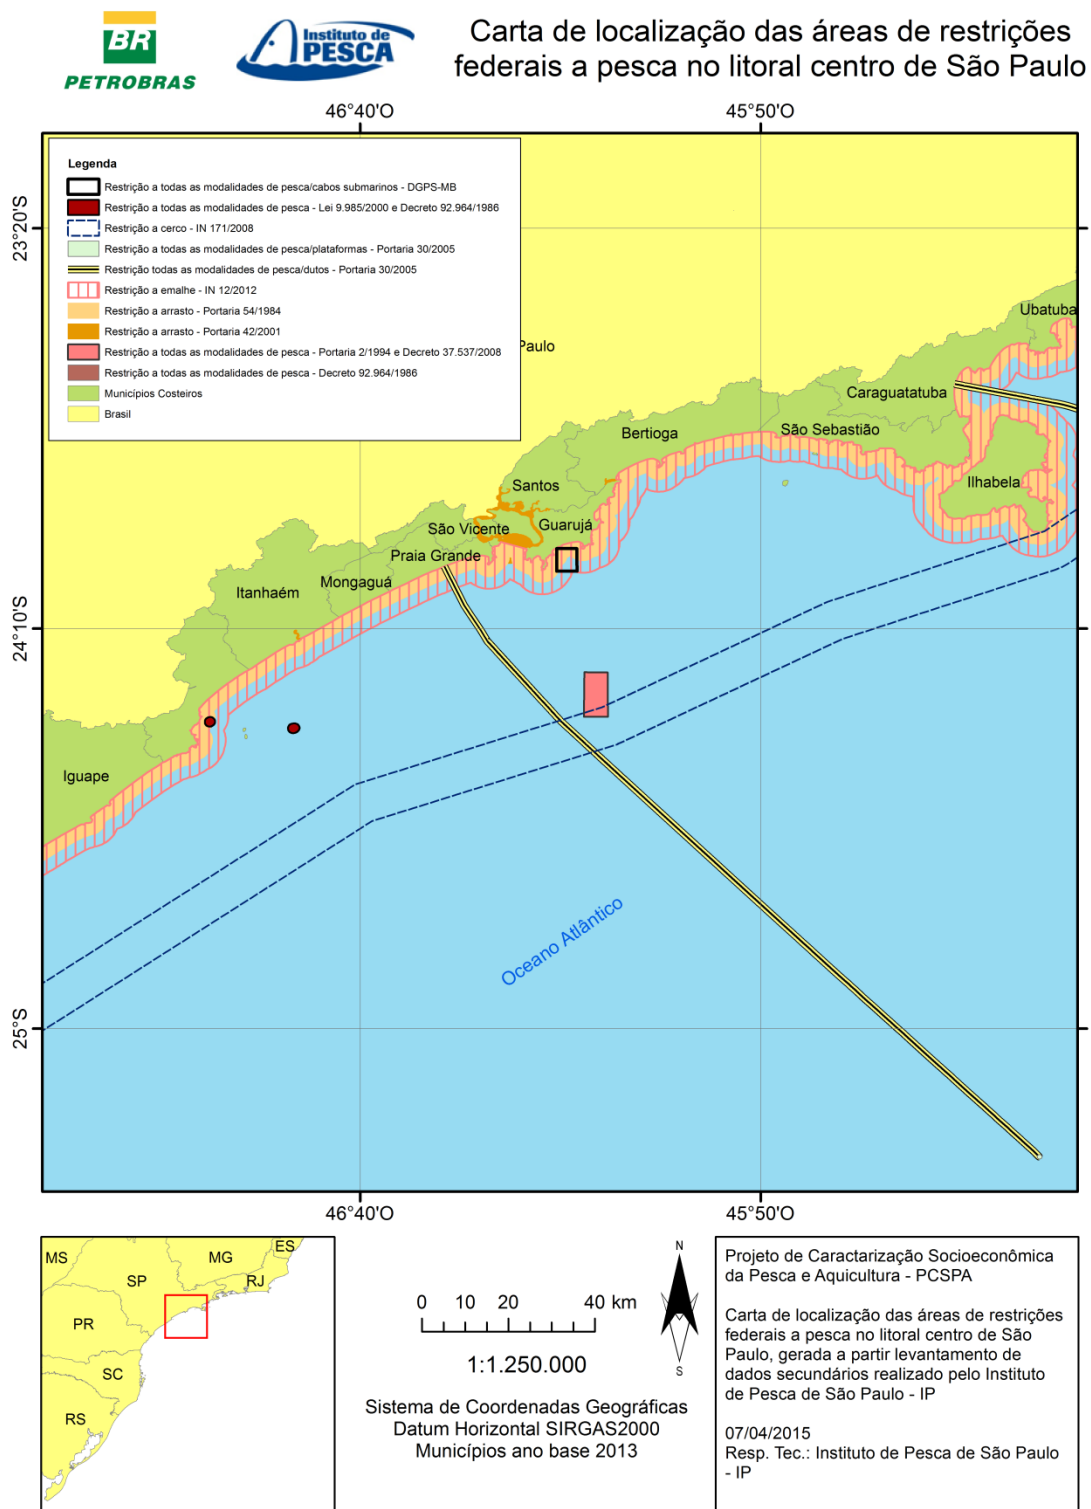 BR
PETROBRAS
Instituto de
PESCA
Carta de localização das áreas de restrições
federais a pesca no litoral centro de São Paulo
46°40'O
45°50'O
Legenda
Restrição a todas as modalidades de pesca/cabos submarinos - DGPS-MB
Restrição a todas as modalidades de pesca - Lei 9.985/2000 e Decreto 92.964/1986
Restrição a cerco - IN 171/2008
Restrição a todas as modalidades de pesca/plataformas - Portaria 30/2005
Restrição todas as modalidades de pesca/dutos - Portaria 30/2005
Restrição a emalhe - IN 12/2012
Restrição a arrasto - Portaria 54/1984
Restrição a arrasto - Portaria 42/2001
Restrição a todas as modalidades de pesca - Portaria 2/1994 e Decreto 37.537/2008
Restrição a todas as modalidades de pesca - Decreto 92.964/1986
Municípios Costeiros
Brasil
23°20'S
Paulo
Ubatuba
Caraguatatuba
São Sebastião
Bertioga
Ilhabela
Santos
Guarujá
São Vicente
Praia Grande
Mongaguá
Itanhaém
24°10'S
Iguape
Oceano Atlântico
25°S
46°40'O
45°50'O
MS
MG
ES
SP
RJ
PR
SC
RS
0 10 20 40 km
1:1.250.000
Sistema de Coordenadas Geográficas
Datum Horizontal SIRGAS2000
Municípios ano base 2013
N
S
Projeto de Caractarização Socioeconômica
da Pesca e Aquicultura - PCSPA
Carta de localização das áreas de restrições
federais a pesca no litoral centro de São
Paulo, gerada a partir levantamento de
dados secundários realizado pelo Instituto
de Pesca de São Paulo - IP
07/04/2015
Resp. Tec.: Instituto de Pesca de São Paulo
- IP